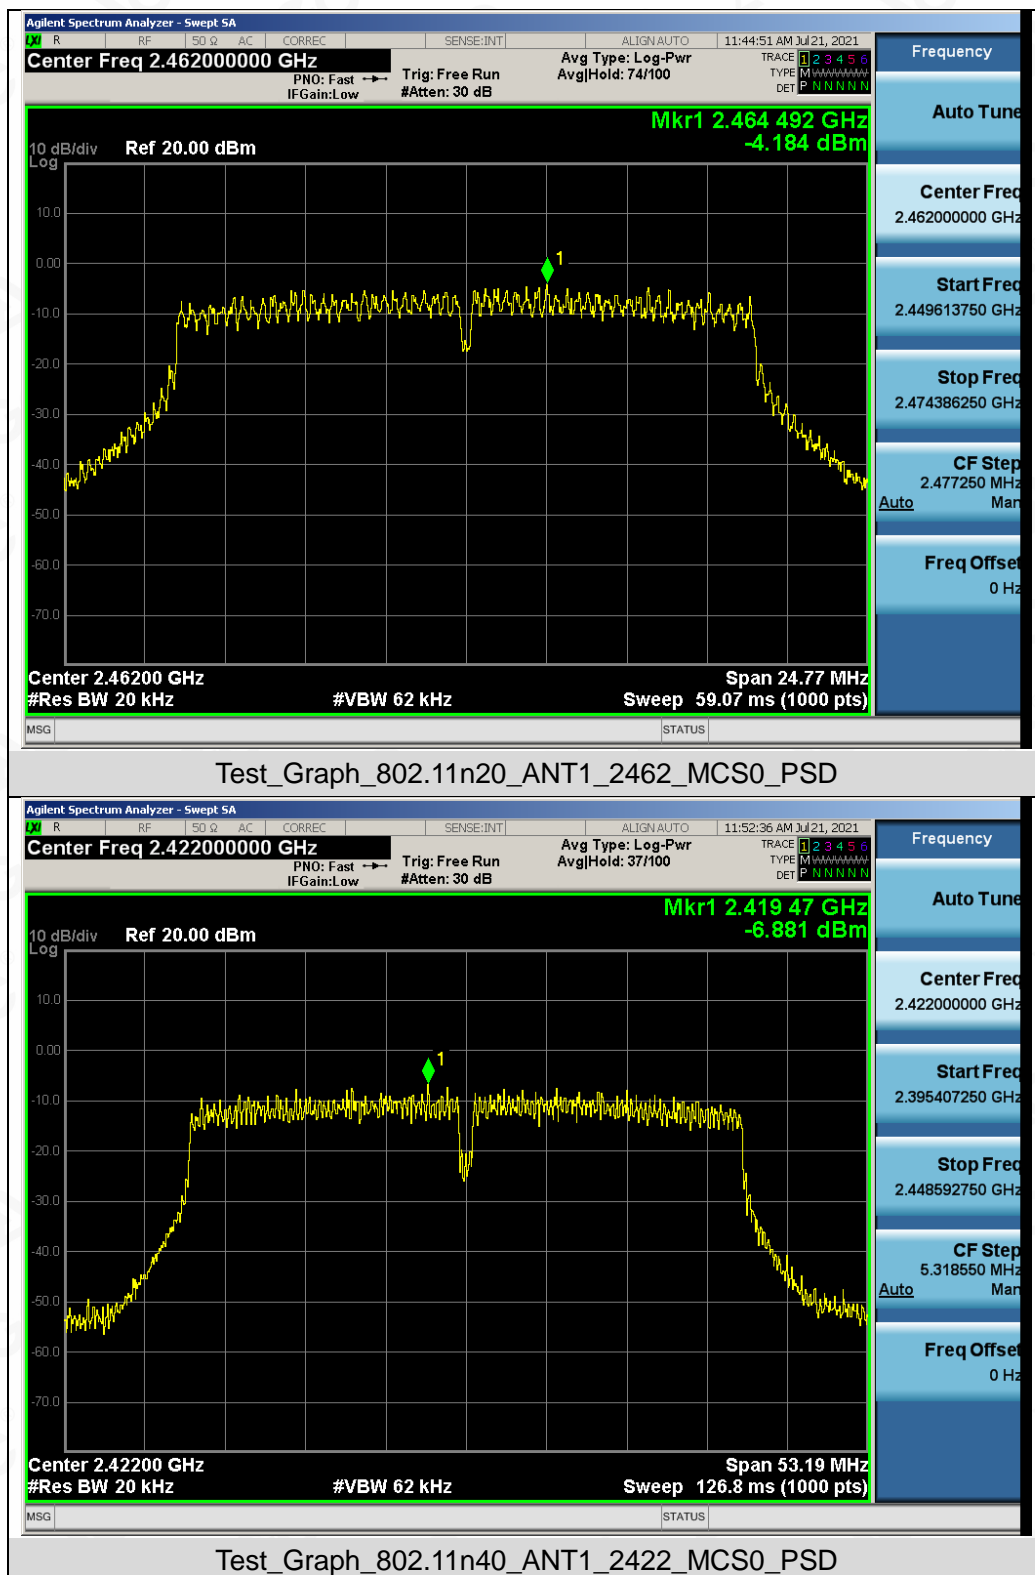 Agilent Spectrum Analyzer - Swept SA
LXI R RF 50 Ω AC CORREC SENSE:INT ALIGN AUTO 11:44:51 AM Jul 21, 2021
Center Freq 2.462000000 GHz
PNO: Fast
IFGain:Low
Trig: Free Run
#Atten: 30 dB
Avg Type: Log-Pwr
Avg|Hold: 74/100
TRACE 1 2 3 4 5 6
TYPE M WWWWW
DET P N N N N N
Mkr1 2.464 492 GHz
-4.184 dBm
10 dB/div Ref 20.00 dBm
Log
10.0
0.00
-10.0
-20.0
-30.0
-40.0
-50.0
-60.0
-70.0
1
Center 2.46200 GHz Span 24.77 MHz
#Res BW 20 kHz #VBW 62 kHz Sweep 59.07 ms (1000 pts)
MSG STATUS
Frequency
Auto Tune
Center Freq
2.462000000 GHz
Start Freq
2.449613750 GHz
Stop Freq
2.474386250 GHz
CF Step
2.477250 MHz
Auto Man
Freq Offset
0 Hz
Test_Graph_802.11n20_ANT1_2462_MCS0_PSD
Agilent Spectrum Analyzer - Swept SA
LXI R RF 50 Ω AC CORREC SENSE:INT ALIGN AUTO 11:52:36 AM Jul 21, 2021
Center Freq 2.422000000 GHz
PNO: Fast
IFGain:Low
Trig: Free Run
#Atten: 30 dB
Avg Type: Log-Pwr
Avg|Hold: 37/100
TRACE 1 2 3 4 5 6
TYPE M WWWWW
DET P N N N N N
Mkr1 2.419 47 GHz
-6.881 dBm
10 dB/div Ref 20.00 dBm
Log
10.0
0.00
-10.0
-20.0
-30.0
-40.0
-50.0
-60.0
-70.0
1
Center 2.42200 GHz Span 53.19 MHz
#Res BW 20 kHz #VBW 62 kHz Sweep 126.8 ms (1000 pts)
MSG STATUS
Frequency
Auto Tune
Center Freq
2.422000000 GHz
Start Freq
2.395407250 GHz
Stop Freq
2.448592750 GHz
CF Step
5.318550 MHz
Auto Man
Freq Offset
0 Hz
Test_Graph_802.11n40_ANT1_2422_MCS0_PSD